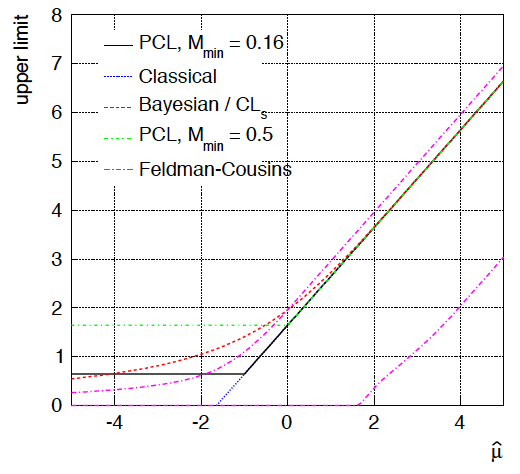 upper limit
8
7
6
5
4
3
2
1
0
PCL, Mmin = 0.16
Classical
Bayesian / CLs
PCL, Mmin = 0.5
Feldman-Cousins
-4 -2 0 2 4
μ̂